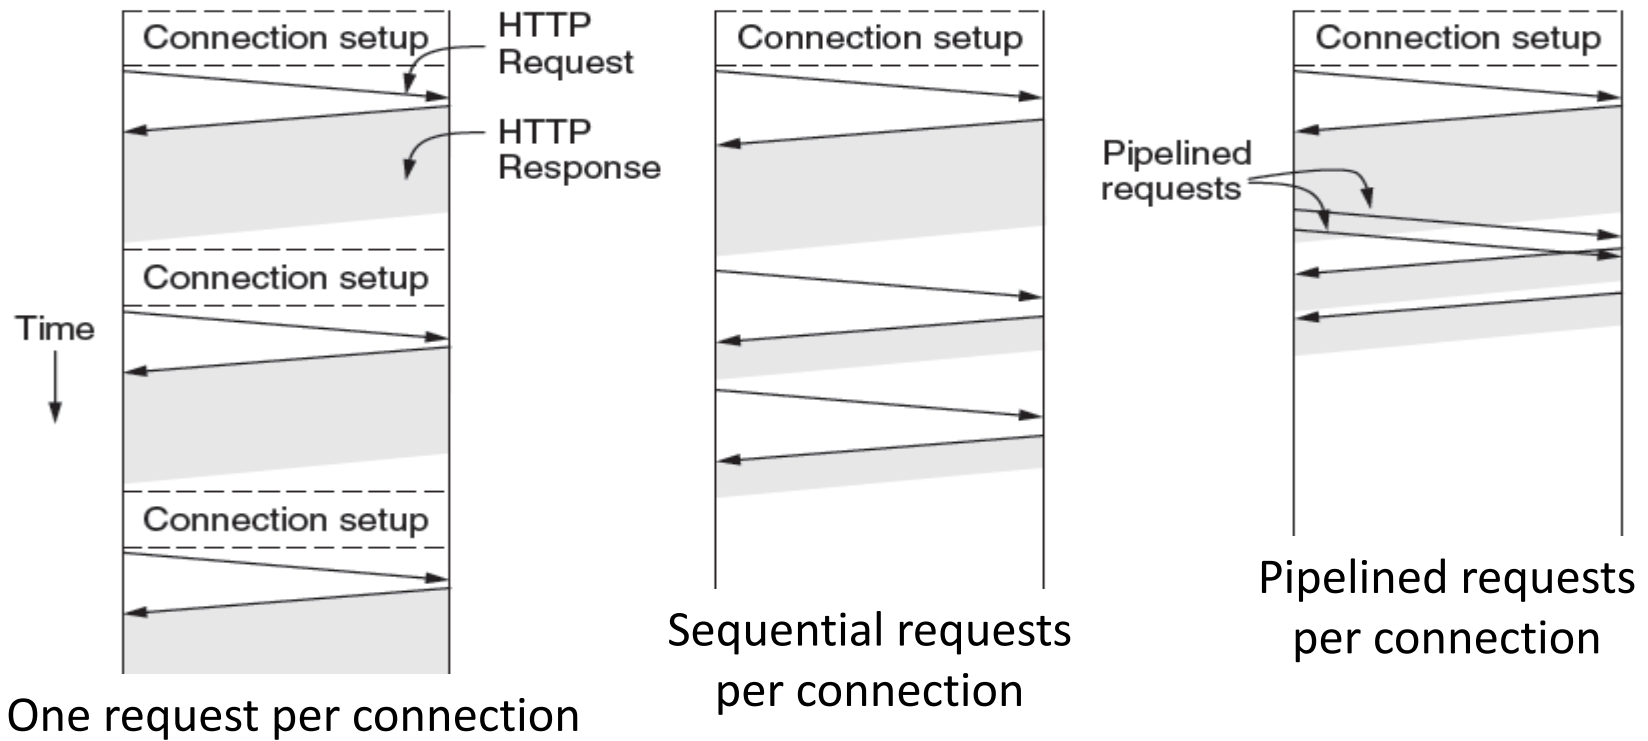 Connection setup
HTTP
Request
HTTP
Response
Connection setup
Time
Connection setup
One request per connection
Connection setup
Sequential requests
per connection
Connection setup
Pipelined
requests
Pipelined requests
per connection